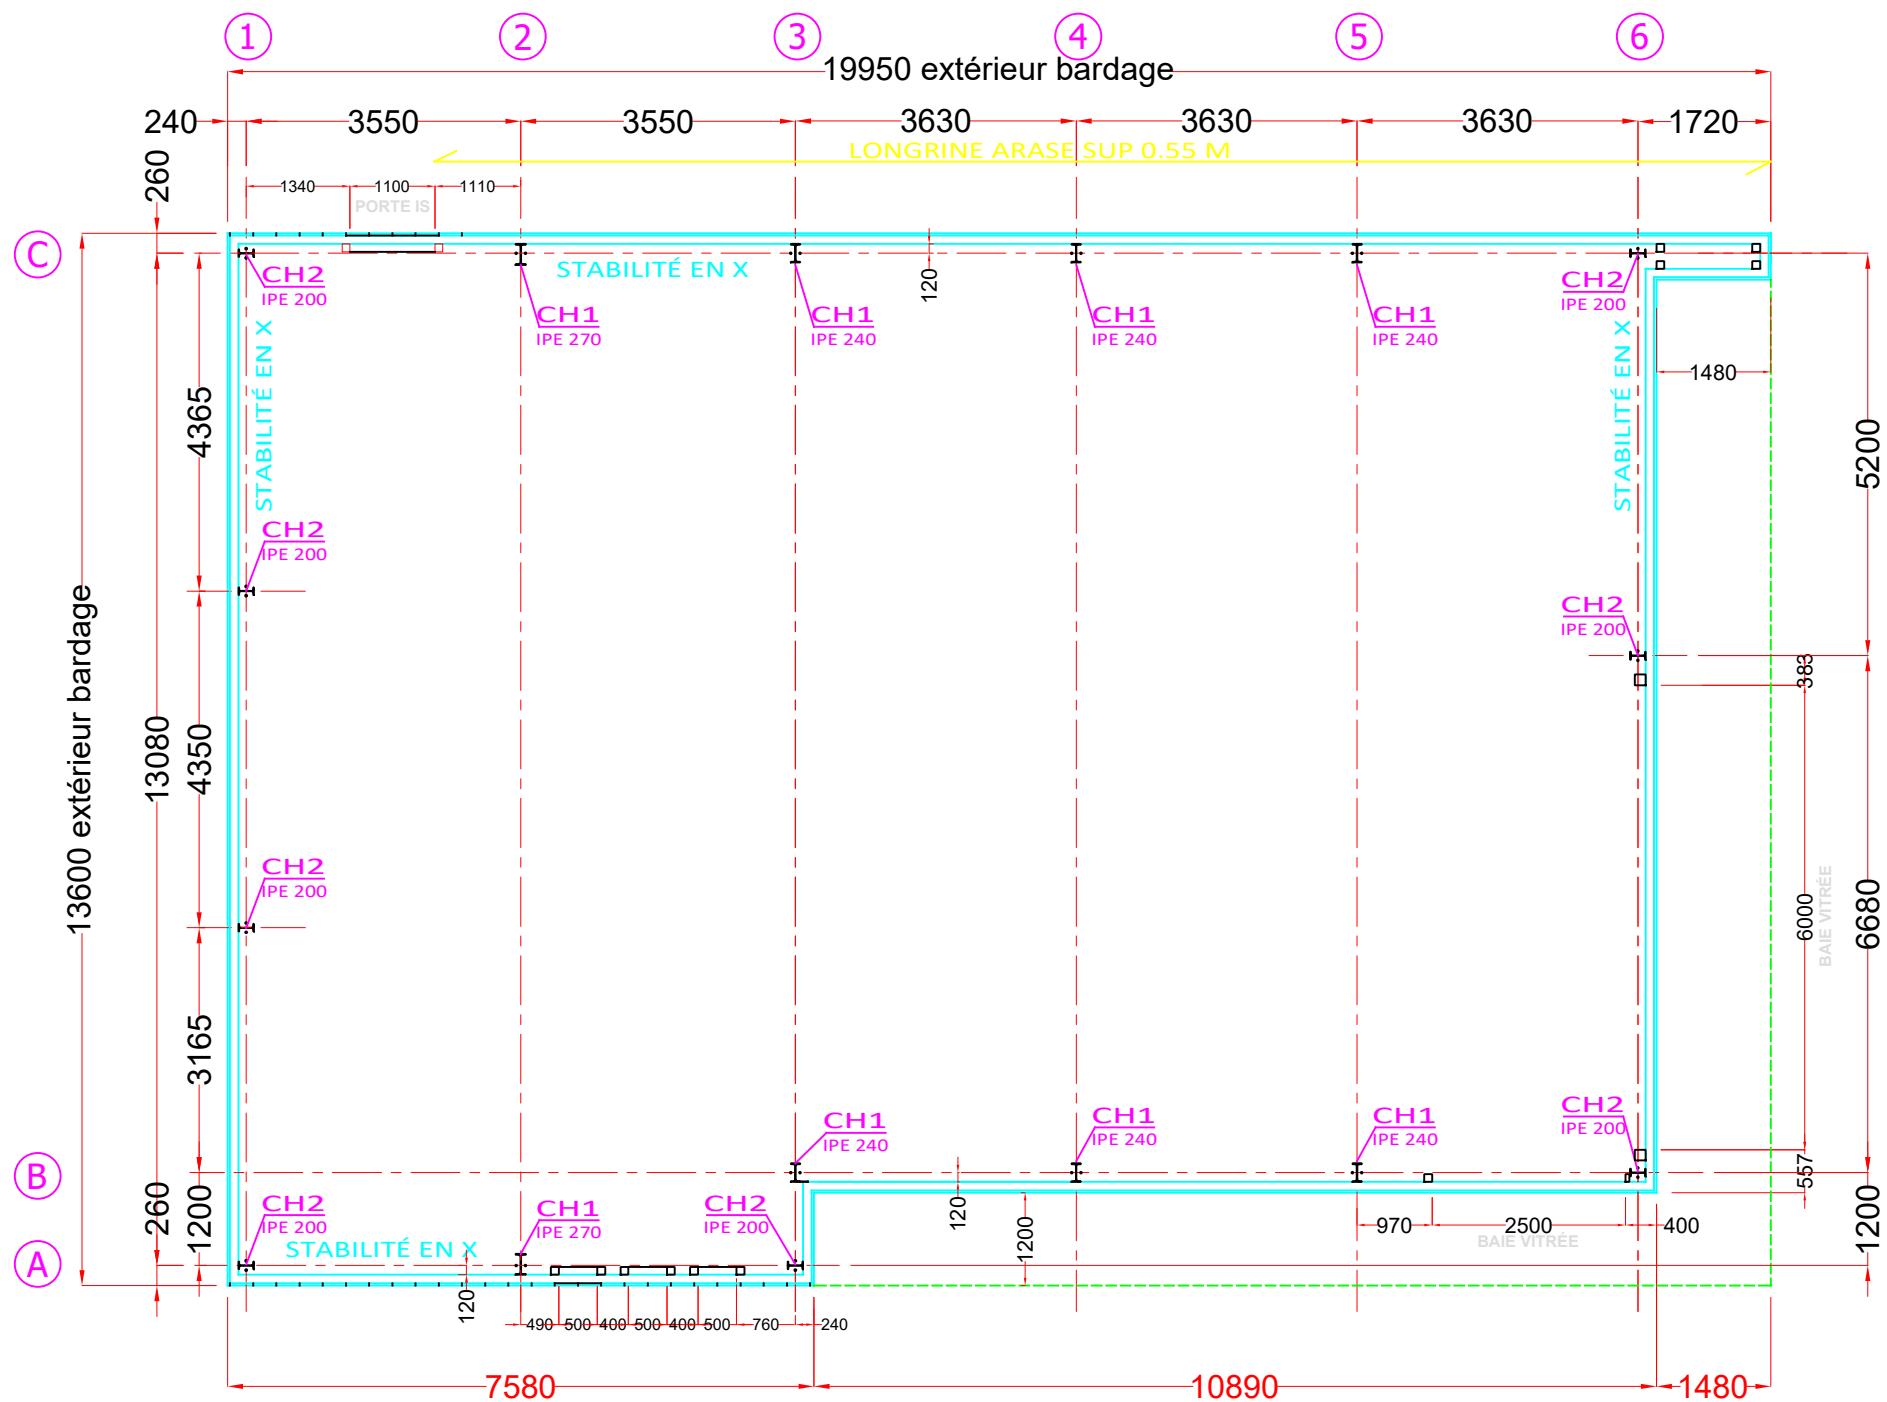 1 2 3 4 5 6
19950 extérieur bardage
240 3550 3550 3630 3630 3630 1720
LONGRINE ARASE SUP 0.55 M
260
1340 1100 1110
PORTE IS
C
STABILITÉ EN X
120
CH2
IPE 200
CH1
IPE 270
CH1
IPE 240
CH1
IPE 240
CH1
IPE 240
CH2
IPE 200
STABILITÉ EN X
STABILITÉ EN X
1480
4365
5200
CH2
IPE 200
CH2
IPE 200
383
13600 extérieur bardage
13080
4350
6000
BAIE VITRÉE
6680
CH2
IPE 200
3165
CH1
IPE 240
CH1
IPE 240
CH1
IPE 240
CH2
IPE 200
B
557
260
1200
CH2
IPE 200
CH1
IPE 270
CH2
IPE 200
120
1200
970 2500 400
BAIE VITRÉE
1200
STABILITÉ EN X
A
120
490 500 400 500 400 500 760 240
7580 10890 1480